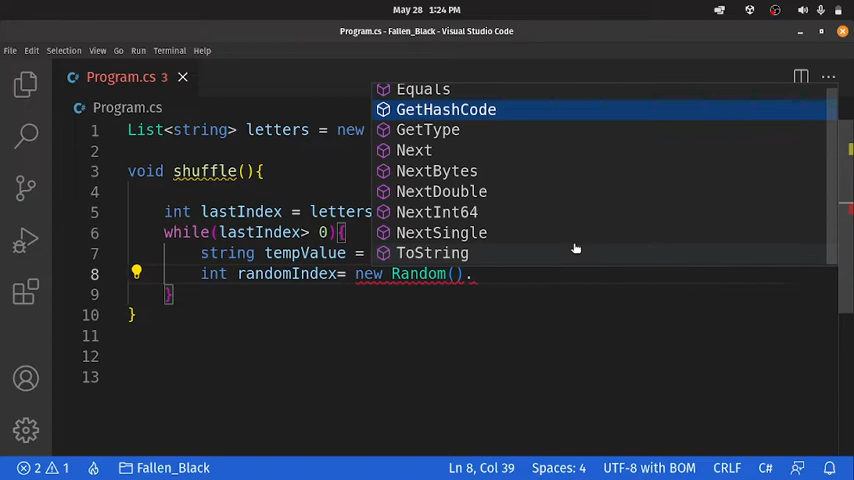 May 28 1:24 PM
Program.cs - Fallen_Black - Visual Studio Code
File Edit Selection View Go Run Terminal Help
Program.cs 3
Program.cs
1 List<string> letters = new
2
3 void shuffle(){
4
5 int lastIndex = letters
6 while(lastIndex> 0){
7 string tempValue =
8 int randomIndex= new Random().
9 }
10 }
11
12
13
Equals
GetHashCode
GetType
Next
NextBytes
NextDouble
NextInt64
NextSingle
ToString
2 1 Fallen_Black Ln 8, Col 39 Spaces: 4 UTF-8 with BOM CRLF C#